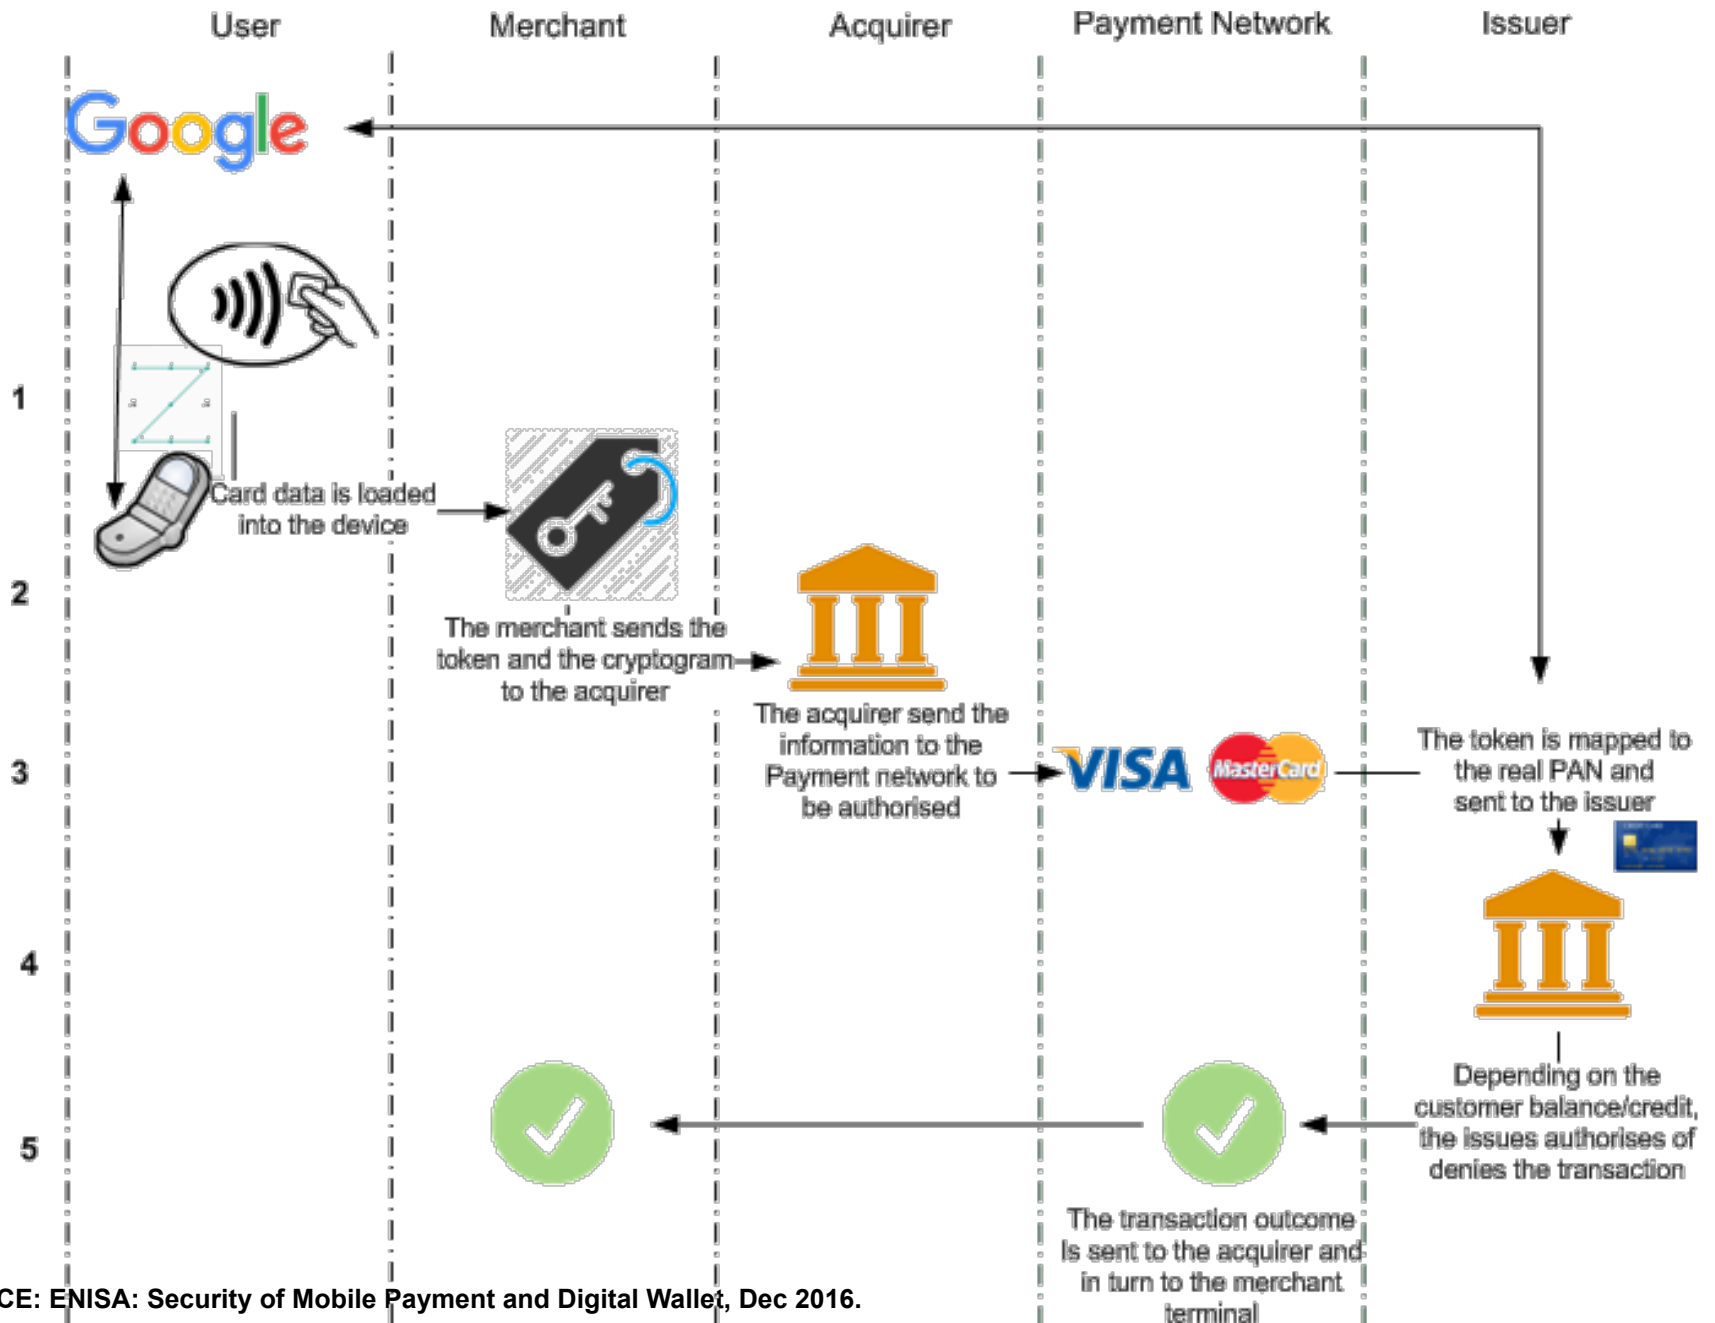 User
Merchant
Acquirer
Payment Network
Issuer
Google
1
Card data is loaded
into the device
2
The merchant sends the
token and the cryptogram
to the acquirer
The acquirer send the
information to the
Payment network to
be authorised
3
VISA
MasterCard
The token is mapped to
the real PAN and
sent to the issuer
4
5
Depending on the
customer balance/credit,
the issues authorises of
denies the transaction
The transaction outcome
Is sent to the acquirer and
in turn to the merchant
terminal
CE: ENISA: Security of Mobile Payment and Digital Wallet, Dec 2016.